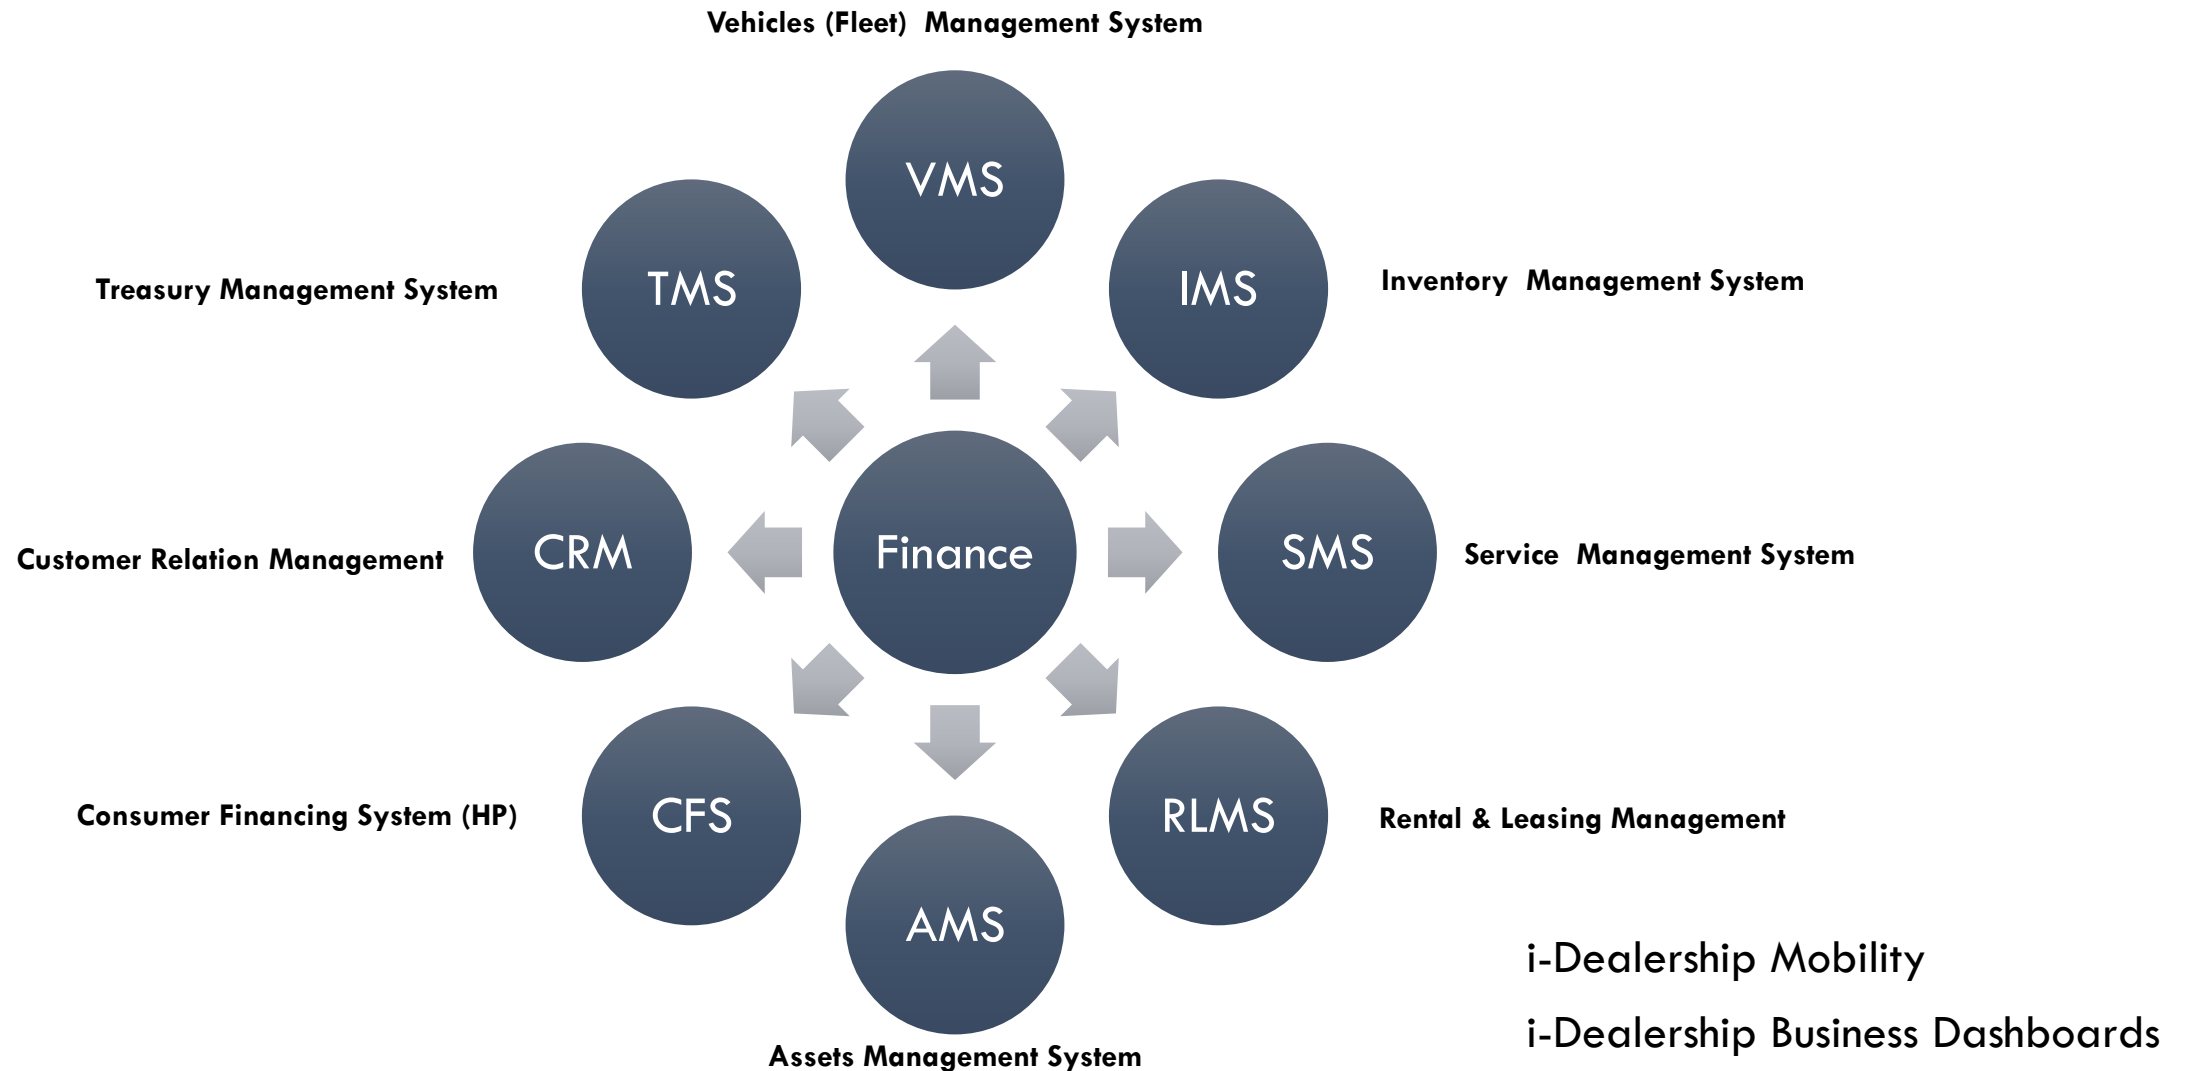 Vehicles (Fleet)  Management System
VMS
TMS
IMS
Treasury Management System
Inventory  Management System
CRM
Finance
SMS
Customer Relation Management
Service  Management System
CFS
RLMS
Consumer Financing System (HP)
Rental & Leasing Management
AMS
Assets Management System
i-Dealership Mobility
i-Dealership Business Dashboards